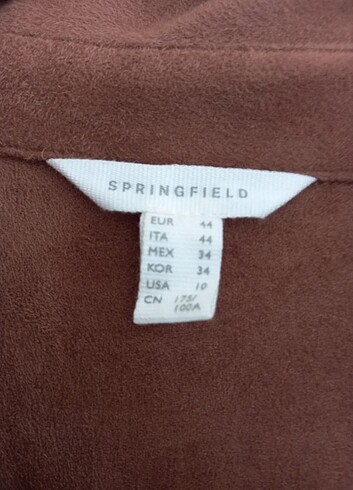 SPRINGFIELD
EUR 44
ITA 44
MEX 34
KOR 34
USA 10
CN 175/
100A